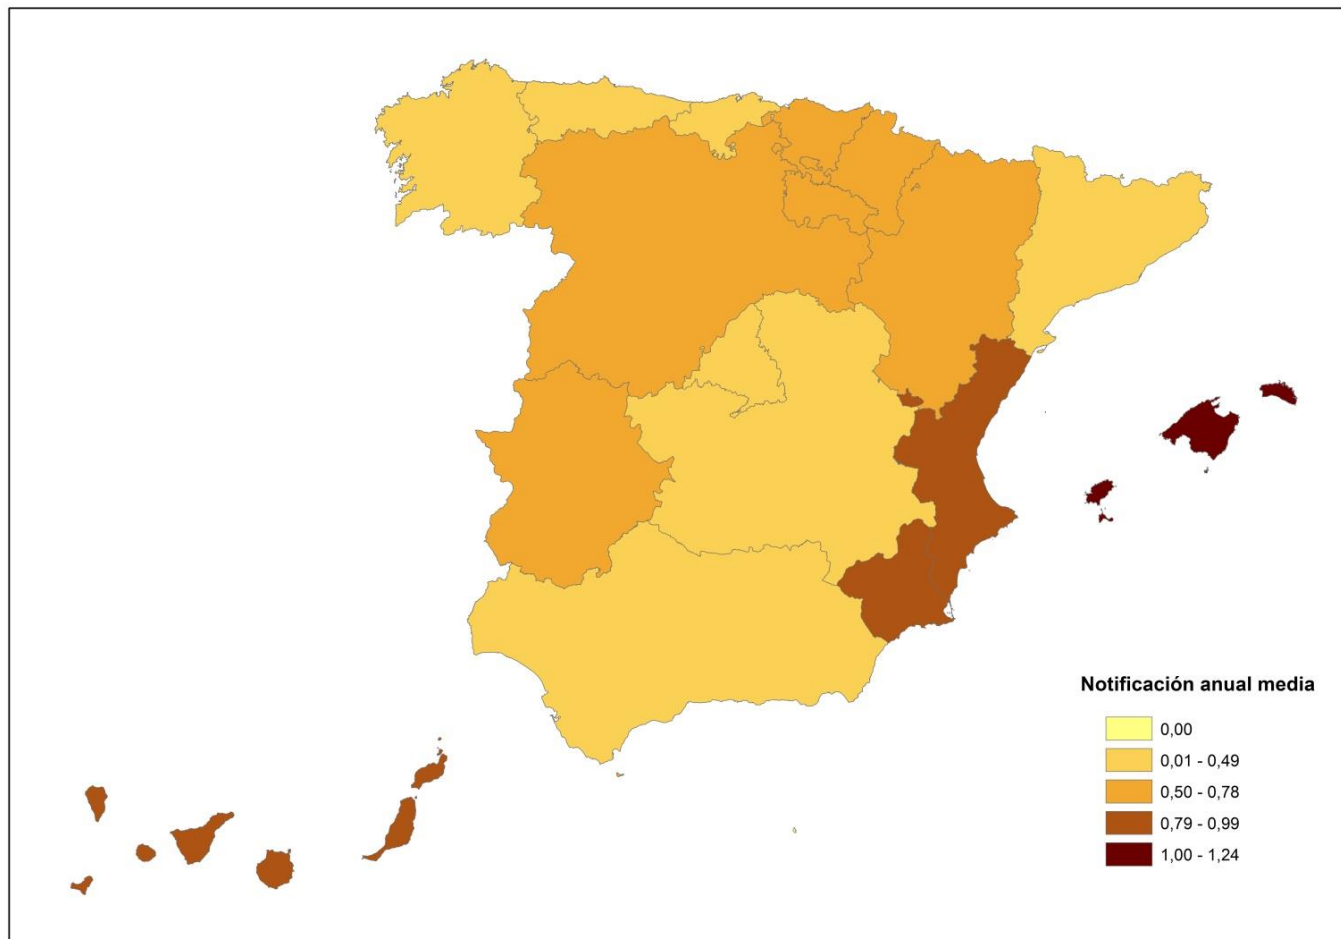 Notificación anual media
0,00
0,01 - 0,49
0,50 - 0,78
0,79 - 0,99
1,00 - 1,24